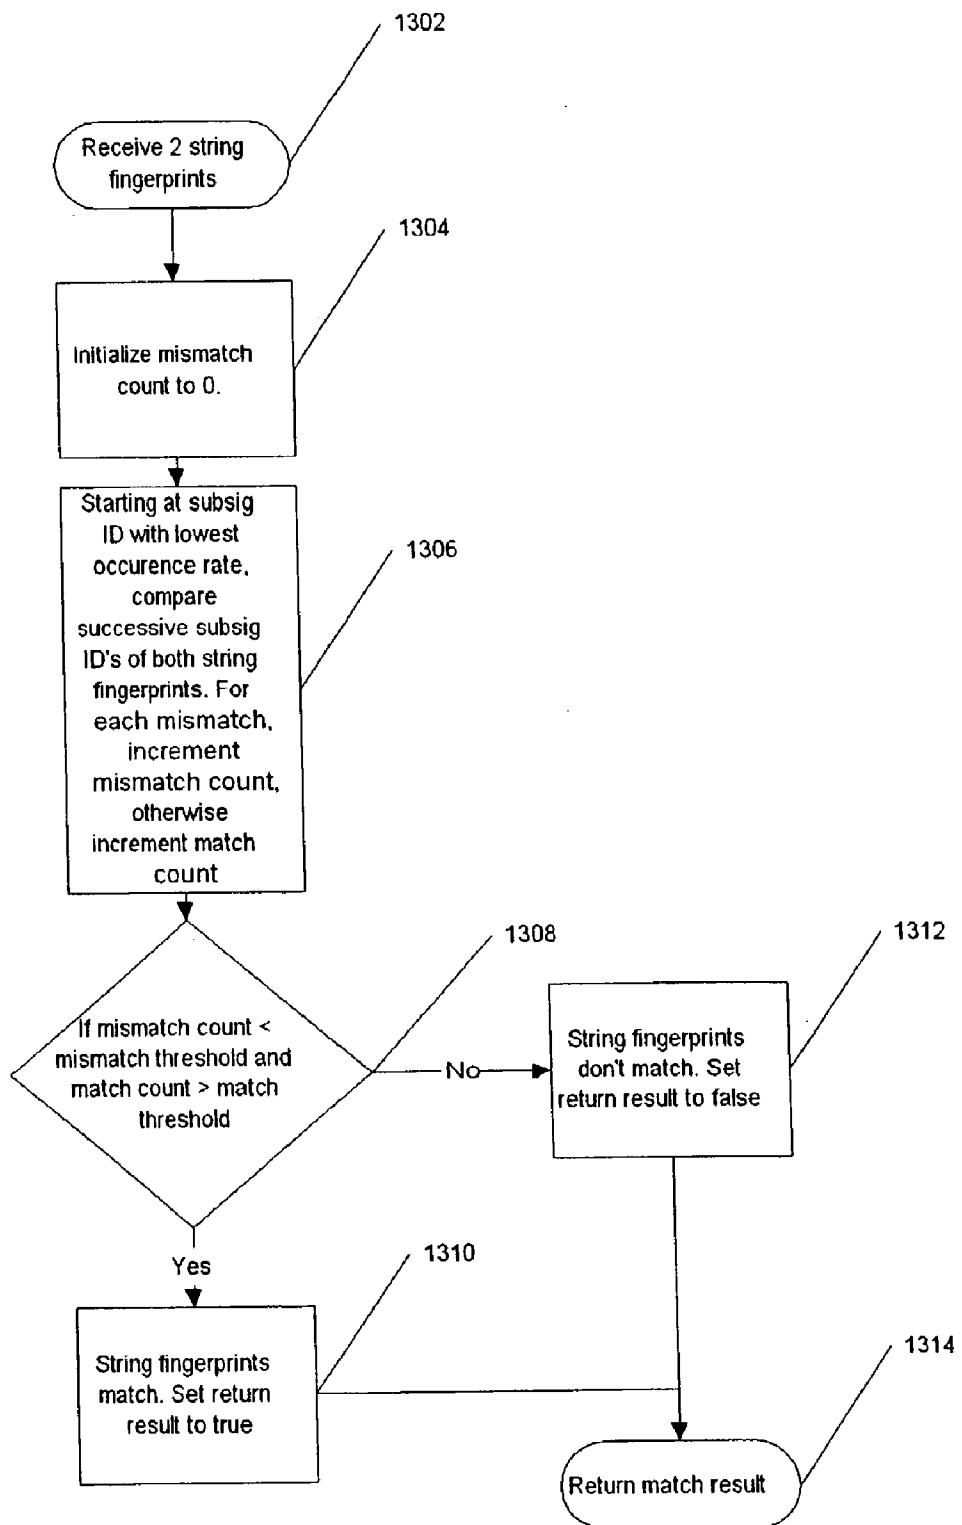 1302
Receive 2 string
fingerprints
1304
Initialize mismatch
count to 0.
Starting at subsig
ID with lowest
occurence rate,
compare
successive subsig
ID's of both string
fingerprints. For
each mismatch,
increment
mismatch count,
otherwise
increment match
count
1306
1308
If mismatch count <
mismatch threshold and
match count > match
threshold
No
1312
String fingerprints
don't match. Set
return result to false
Yes
1310
String fingerprints
match. Set return
result to true
1314
Return match result